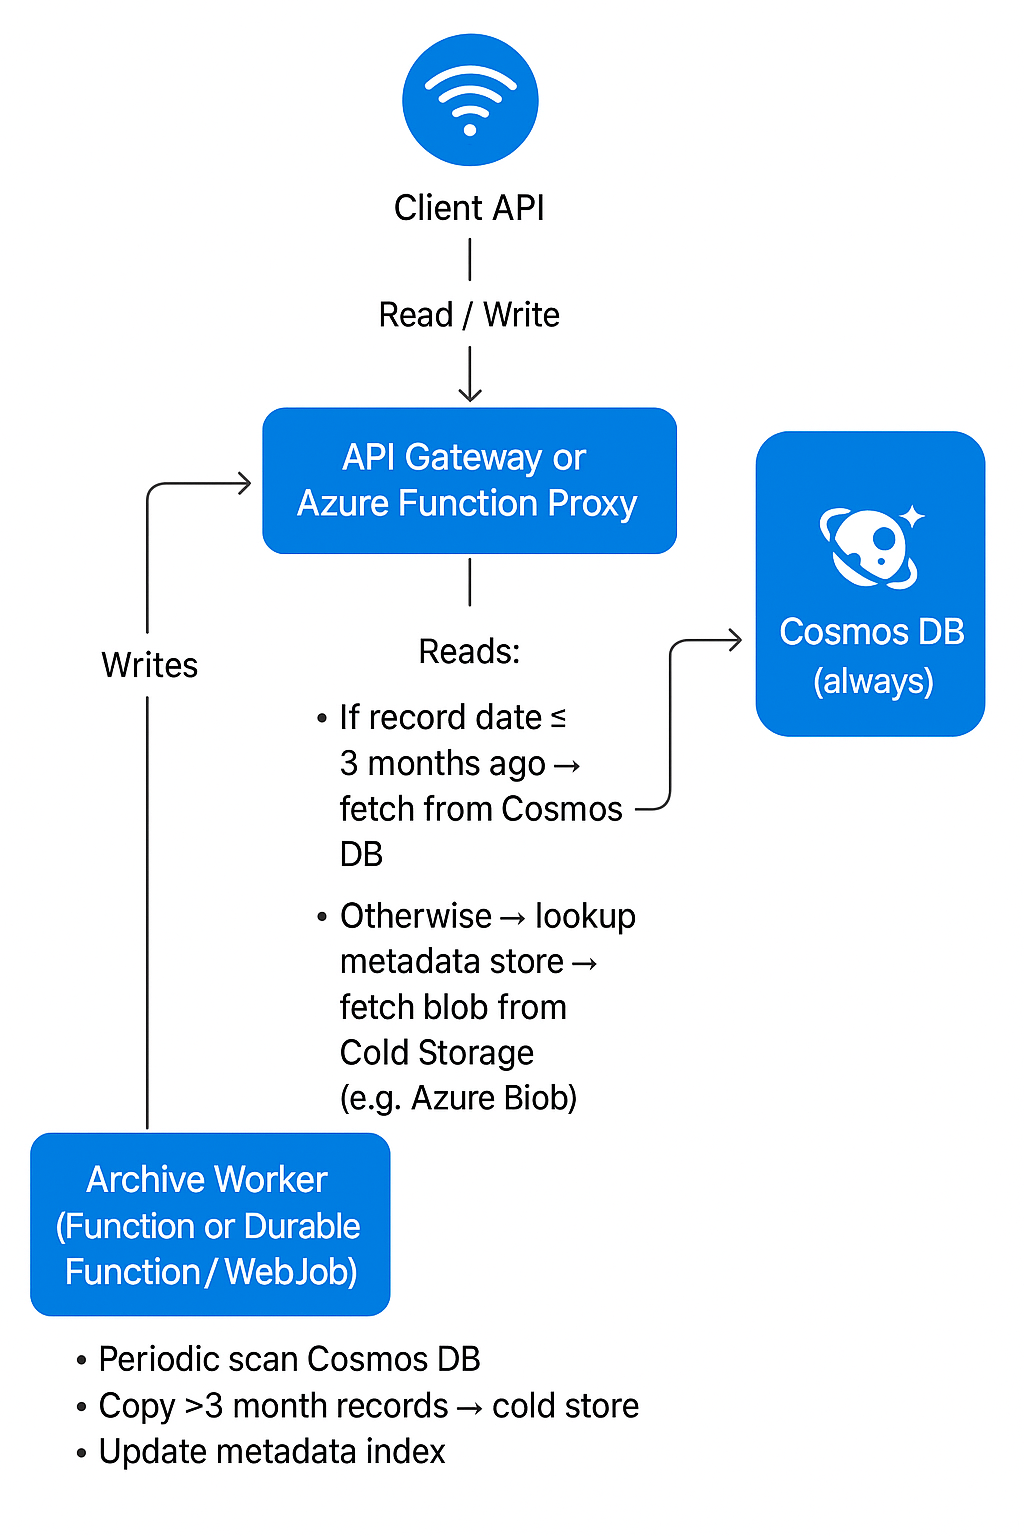 Client API
Read / Write
API Gateway or
Azure Function Proxy
Writes
Reads:
• If record date ≤
3 months ago →
fetch from Cosmos
DB
• Otherwise → lookup
metadata store →
fetch blob from
Cold Storage
(e.g. Azure Biob)
Cosmos DB
(always)
Archive Worker
(Function or Durable
Function / WebJob)
• Periodic scan Cosmos DB
• Copy >3 month records → cold store
• Update metadata index